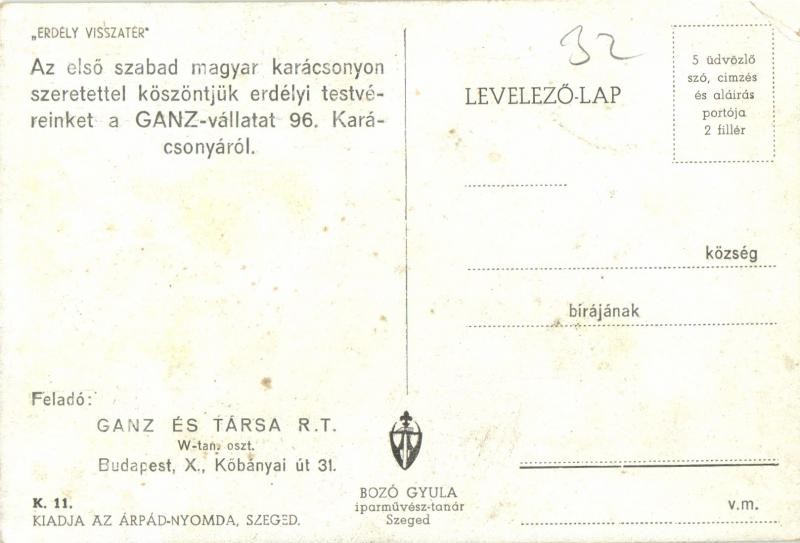 „ERDÉLY VISSZATÉR"
Az első szabad magyar karácsonyon
szeretettel köszöntjük erdélyi testvé-
reinket a GANZ-vállatat 96. Kará-
csonyáról.
Feladó:
GANZ ÉS TÁRSA R.T.
W-tan. oszt.
Budapest, X., Kőbányai út 31.
K. 11.
KIADJA AZ ÁRPÁD-NYOMDA, SZEGED.
BOZÓ GYULA
iparművész-tanár
Szeged
32
LEVELEZŐ-LAP
5 üdvözlő
szó, cimzés
és aláírás
portója
2 fillér
község
bírájának
v.m.